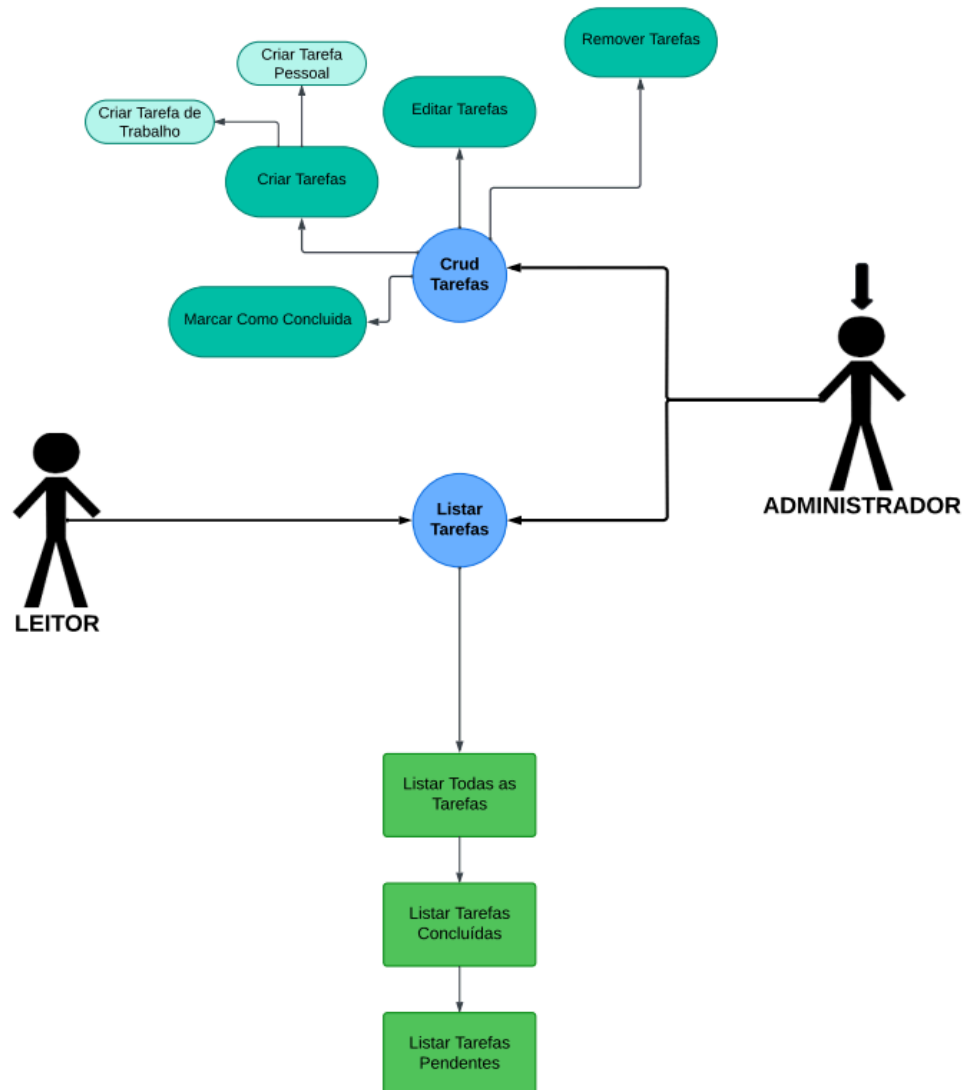 Remover Tarefas
Criar Tarefa
Pessoal
Editar Tarefas
Criar Tarefa de
Trabalho
Criar Tarefas
Crud
Tarefas
Marcar Como Concluida
ADMINISTRADOR
Listar
Tarefas
LEITOR
Listar Todas as
Tarefas
Listar Tarefas
Concluídas
Listar Tarefas
Pendentes